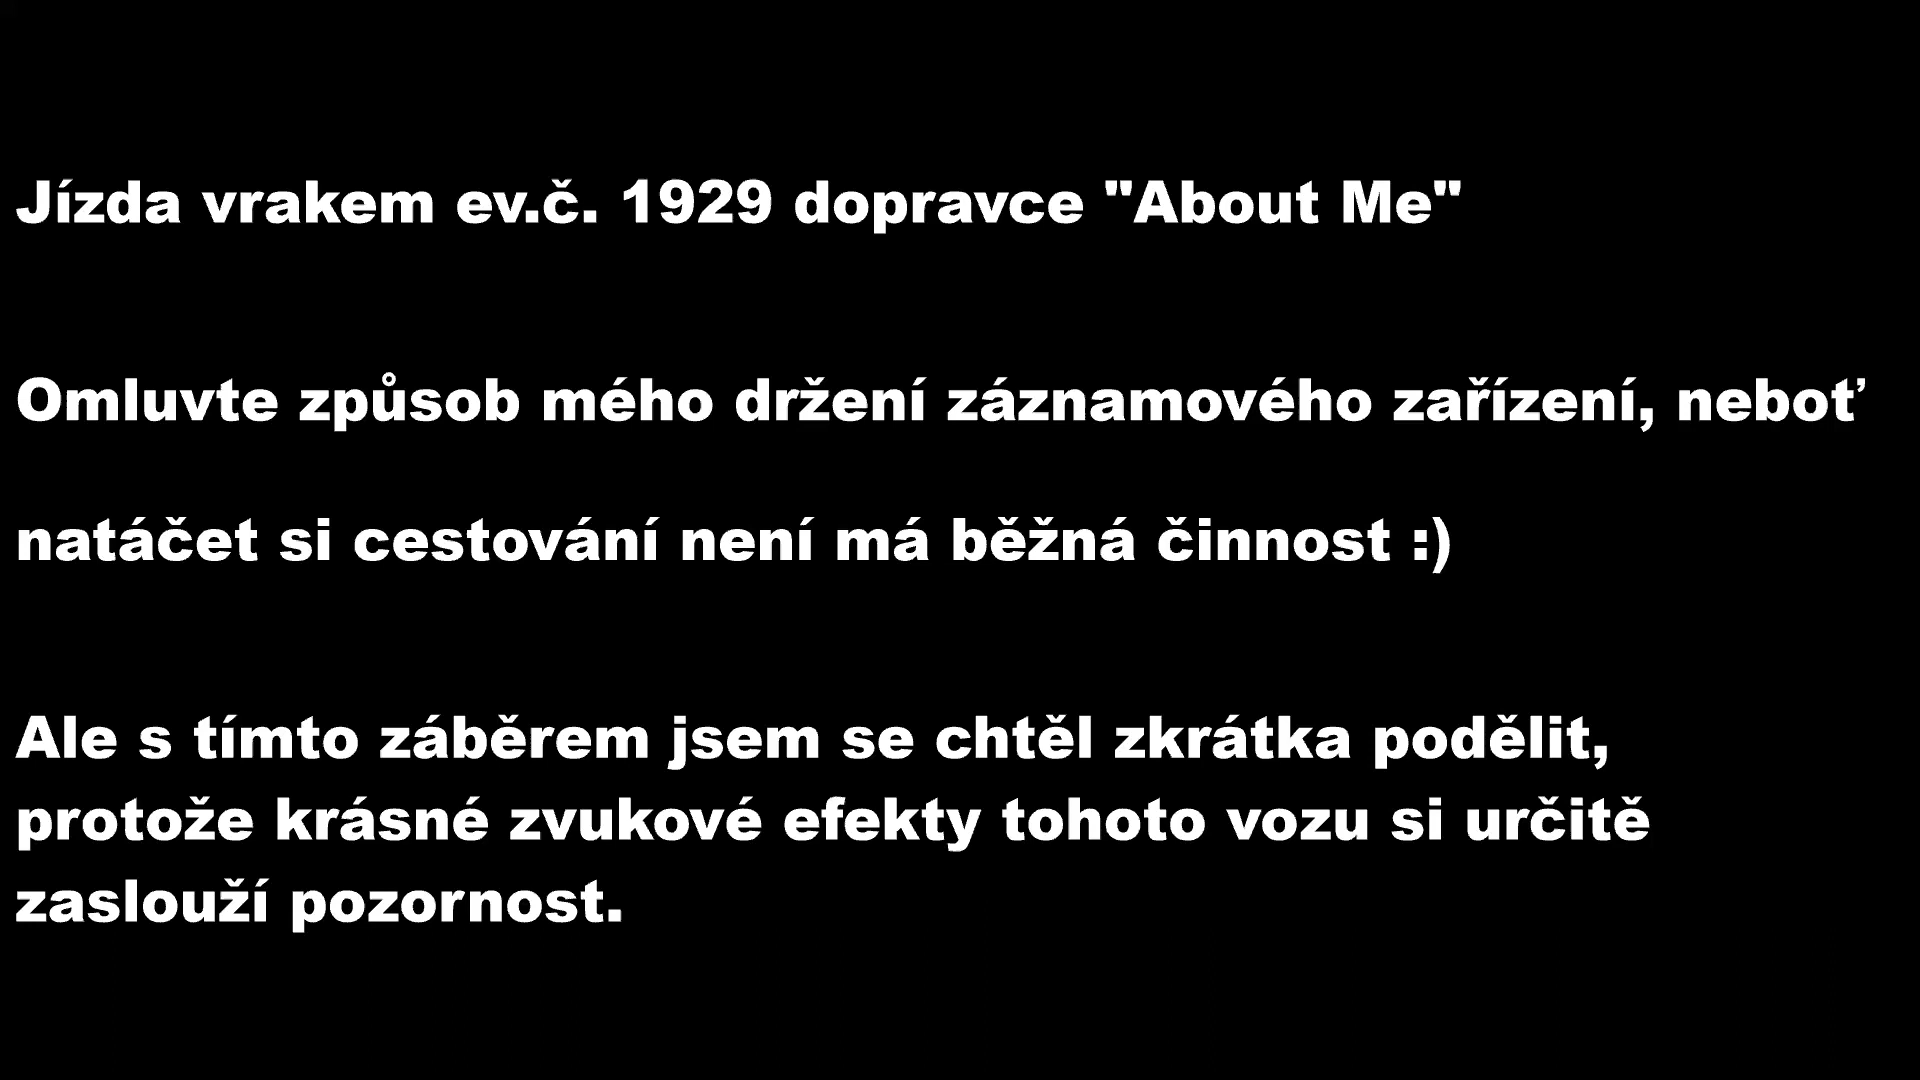 Jízda vrakem ev.č. 1929 dopravce "About Me"
Omluvte způsob mého držení záznamového zařízení, neboť
natáčet si cestování není má běžná činnost :)
Ale s tímto záběrem jsem se chtěl zkrátka podělit,
protože krásné zvukové efekty tohoto vozu si určitě
zaslouží pozornost.